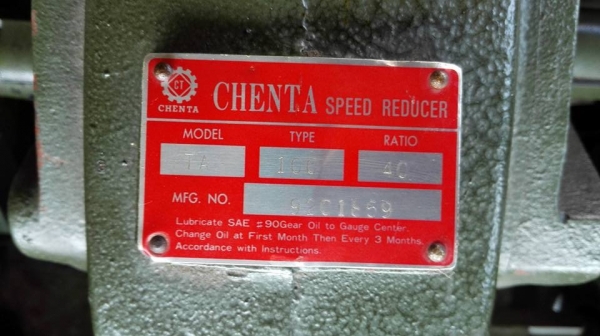 CT
CHENTA
CHENTA SPEED REDUCER
MODEL TYPE RATIO
40
MFG. NO.
Lubricate SAE #90Gear Oil to Gauge Center.
Change Oil at First Month Then Every 3 Months.
Accordance with Instructions.